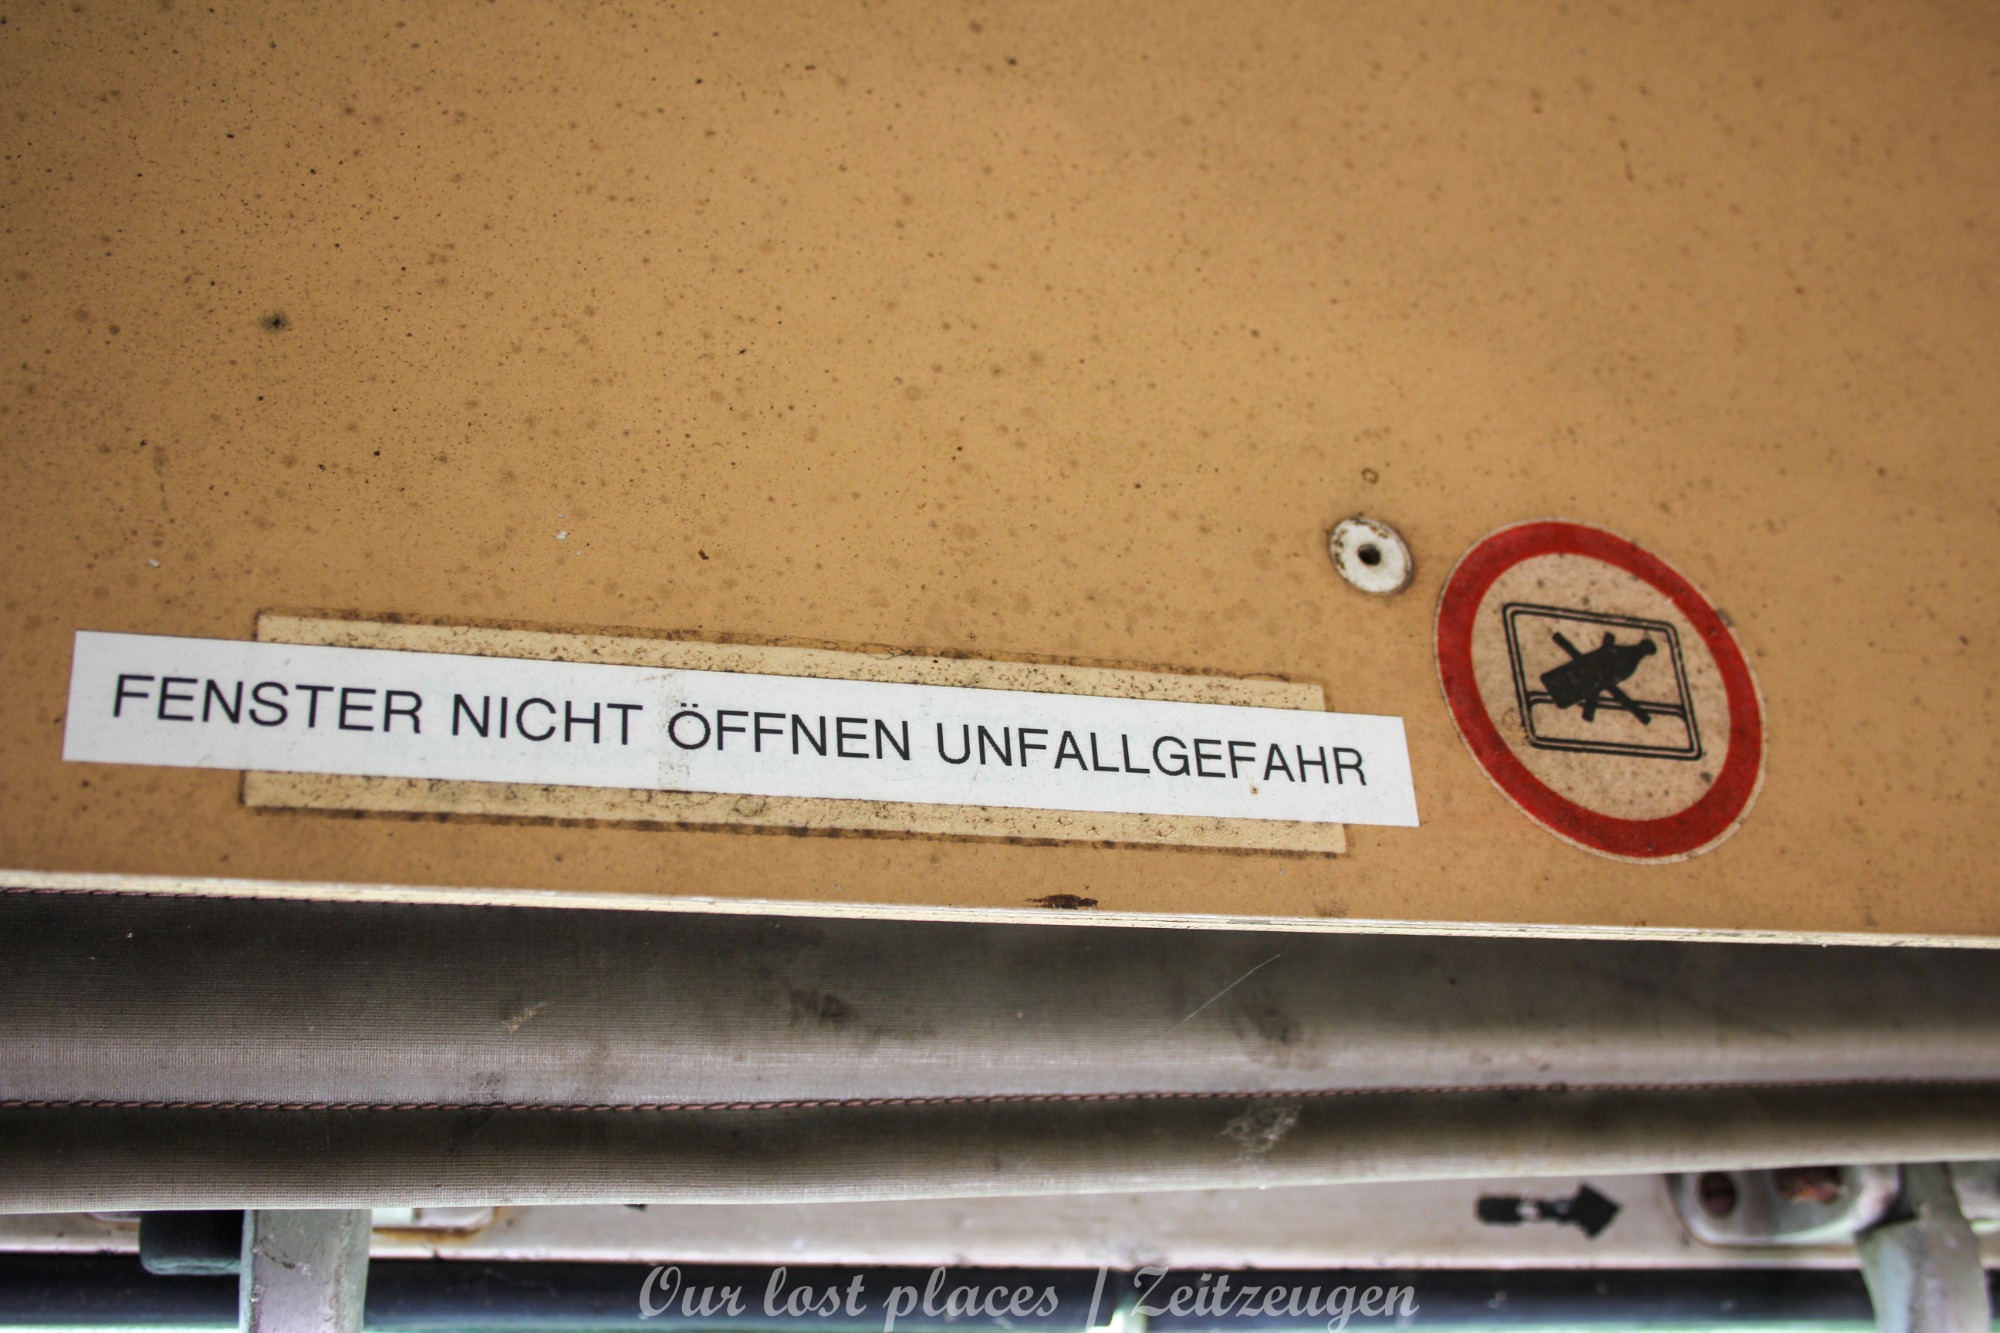 FENSTER NICHT ÖFFNEN UNFALLGEFAHR
Our lost places | Zeitzeugen